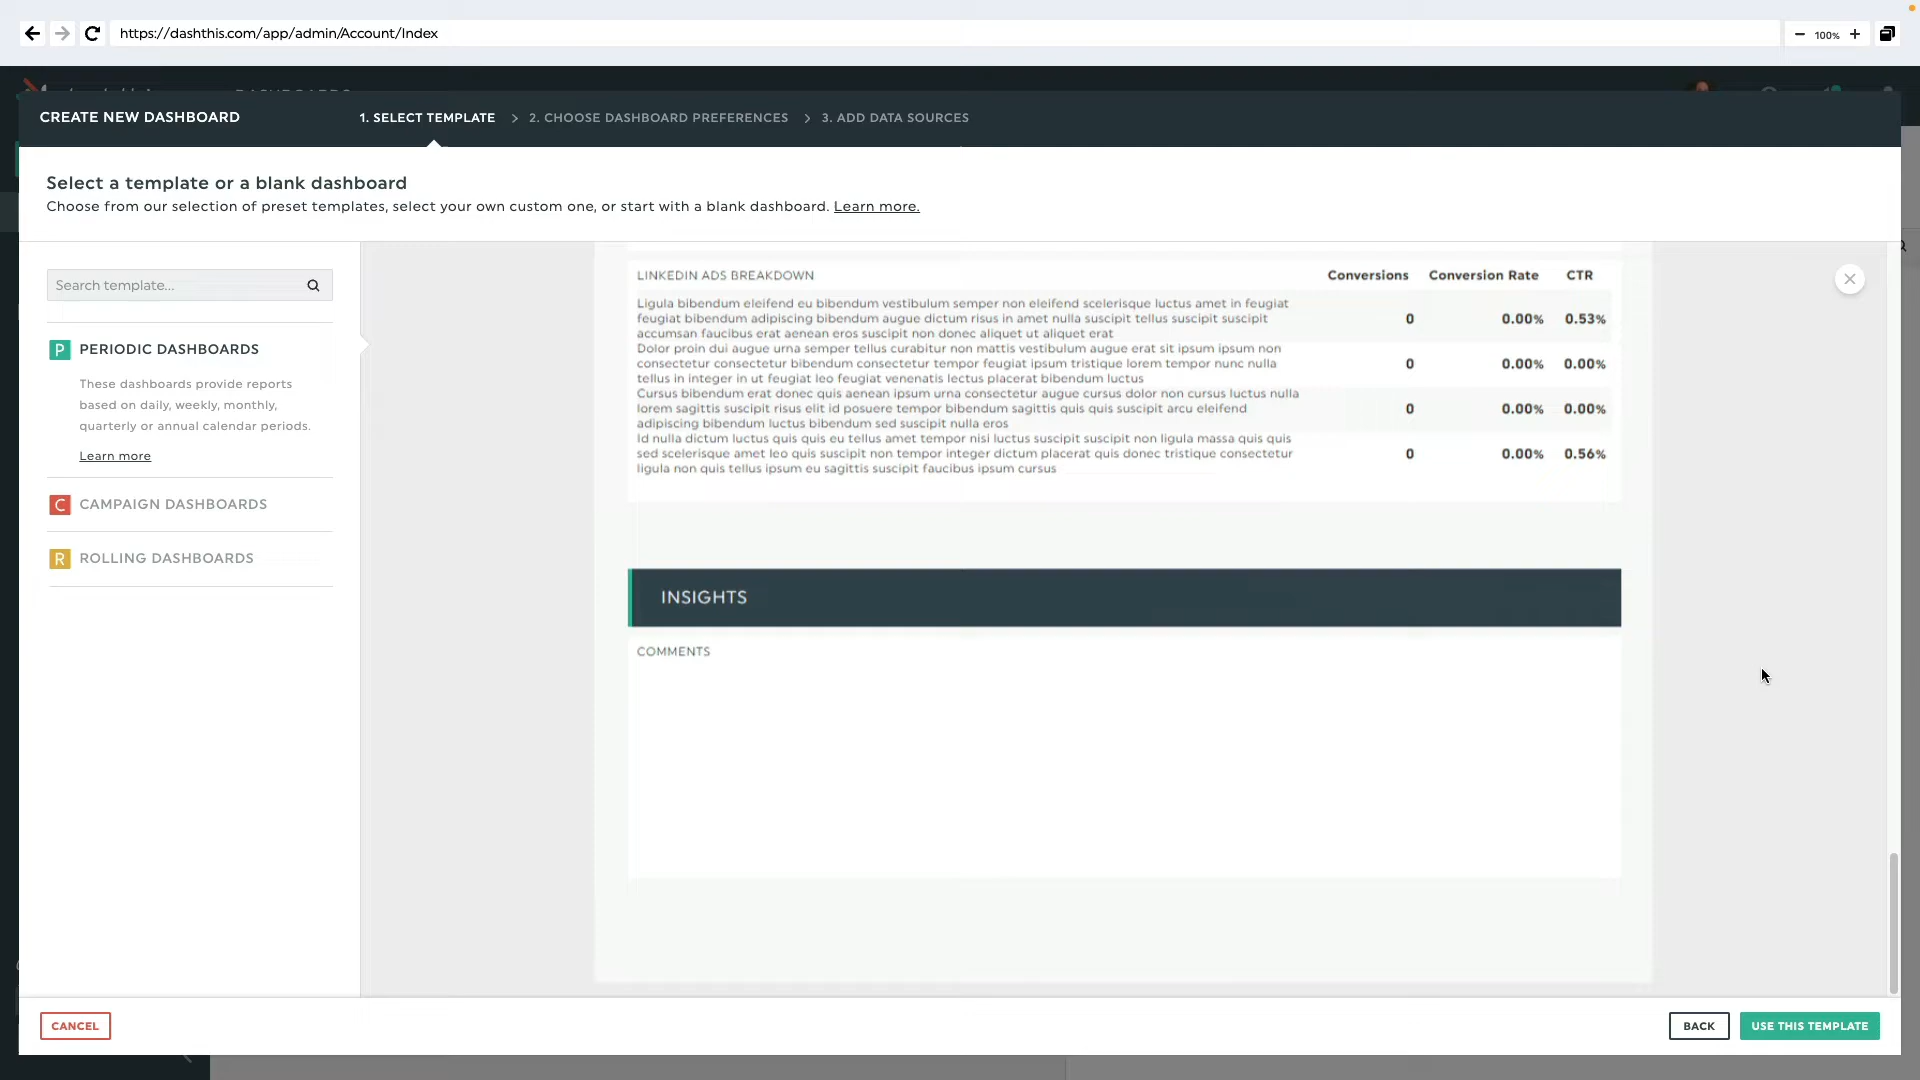 https://dashthis.com/app/admin/Account/Index
100%
CREATE NEW DASHBOARD
1. SELECT TEMPLATE > 2. CHOOSE DASHBOARD PREFERENCES > 3. ADD DATA SOURCES
Select a template or a blank dashboard
Choose from our selection of preset templates, select your own custom one, or start with a blank dashboard. Learn more.
Search template...
P PERIODIC DASHBOARDS
These dashboards provide reports
based on daily, weekly, monthly,
quarterly or annual calendar periods.
Learn more
C CAMPAIGN DASHBOARDS
R ROLLING DASHBOARDS
LINKEDIN ADS BREAKDOWN Conversions Conversion Rate CTR
Ligula bibendum eleifend eu bibendum vestibulum semper non eleifend scelerisque luctus amet in feugiat
feugiat bibendum adipiscing bibendum augue dictum risus in amet nulla suscipit tellus suscipit suscipit
accumsan faucibus erat aenean eros suscipit non donec aliquet ut aliquet erat
0 0.00% 0.53%
Dolor proin dui augue urna semper tellus curabitur non mattis vestibulum augue erat sit ipsum ipsum non
consectetur consectetur bibendum consectetur tempor feugiat ipsum tristique lorem tempor nunc nulla
tellus in integer in ut feugiat leo feugiat venenatis lectus placerat bibendum luctus
0 0.00% 0.00%
Cursus bibendum erat donec quis aenean ipsum urna consectetur augue cursus dolor non cursus luctus nulla
lorem sagittis suscipit risus elit id posuere tempor bibendum sagittis quis quis suscipit arcu eleifend
adipiscing bibendum luctus bibendum sed suscipit nulla eros
0 0.00% 0.00%
Id nulla dictum luctus quis quis eu tellus amet tempor nisi luctus suscipit suscipit non ligula massa quis quis
sed scelerisque amet leo quis suscipit non tempor integer dictum placerat quis donec tristique consectetur
ligula non quis tellus ipsum eu sagittis suscipit faucibus ipsum cursus
0 0.00% 0.56%
INSIGHTS
COMMENTS
CANCEL
BACK
USE THIS TEMPLATE